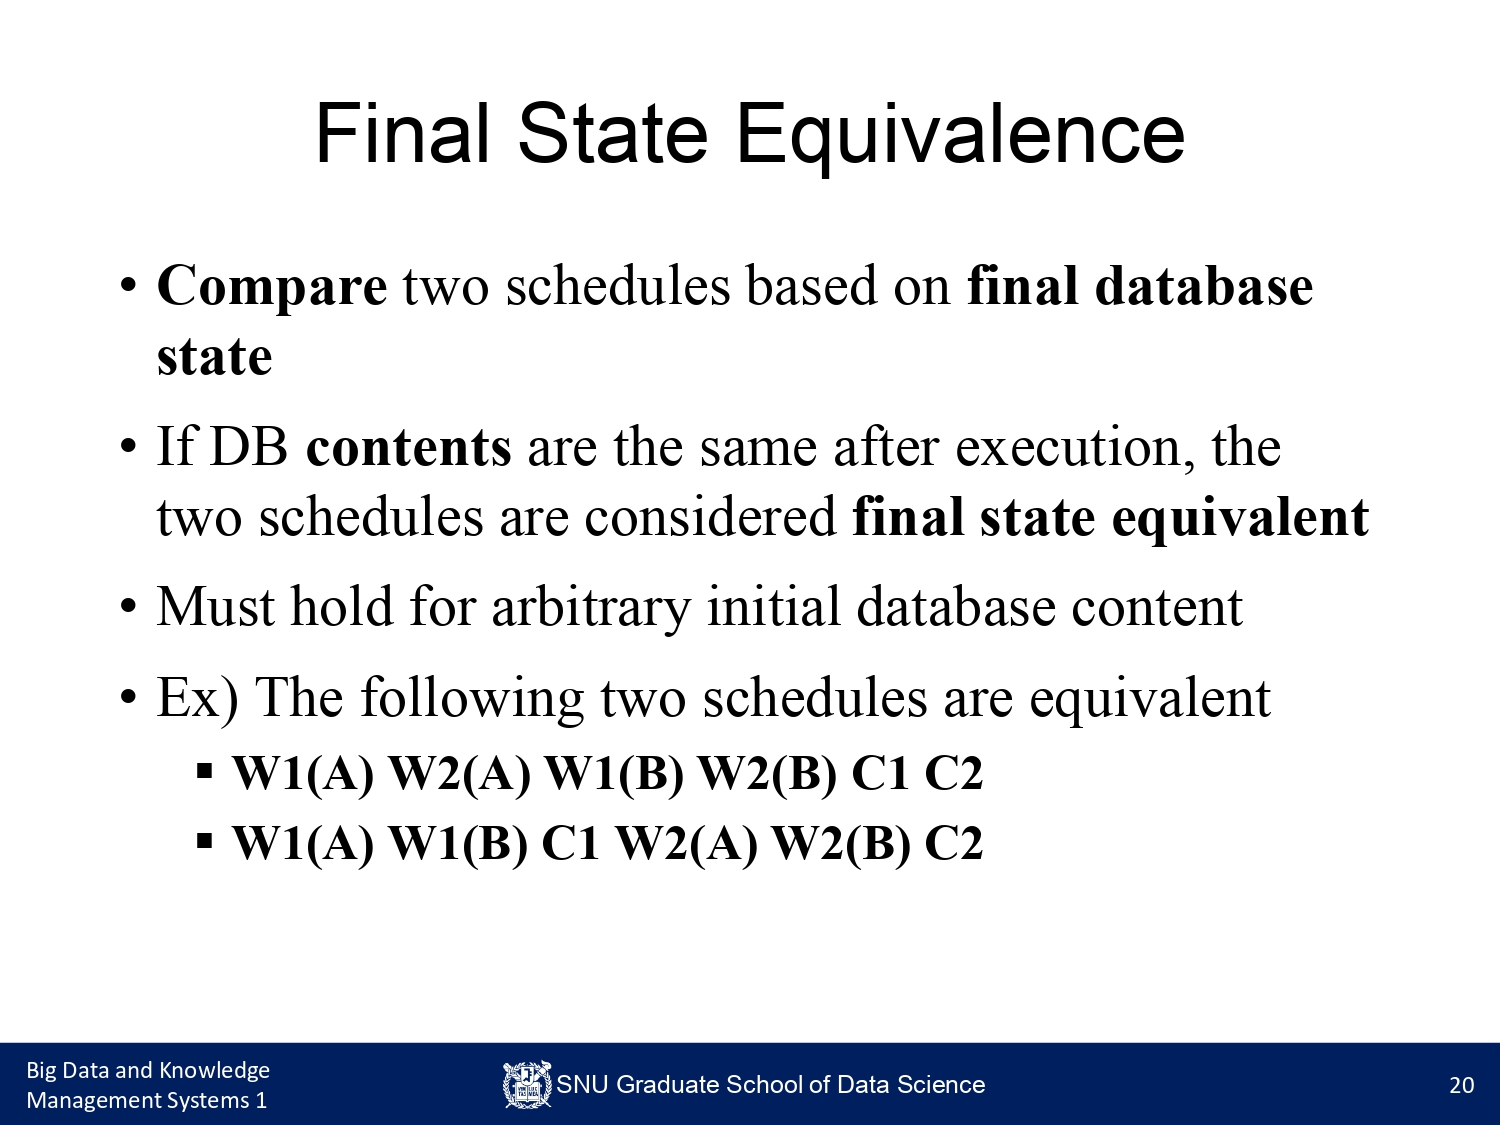 Final State Equivalence
• Compare two schedules based on final database
state
• If DB contents are the same after execution, the
two schedules are considered final state equivalent
• Must hold for arbitrary initial database content
• Ex) The following two schedules are equivalent
▪ W1(A) W2(A) W1(B) W2(B) C1 C2
▪ W1(A) W1(B) C1 W2(A) W2(B) C2
Big Data and Knowledge
Management Systems 1
SNU Graduate School of Data Science
20